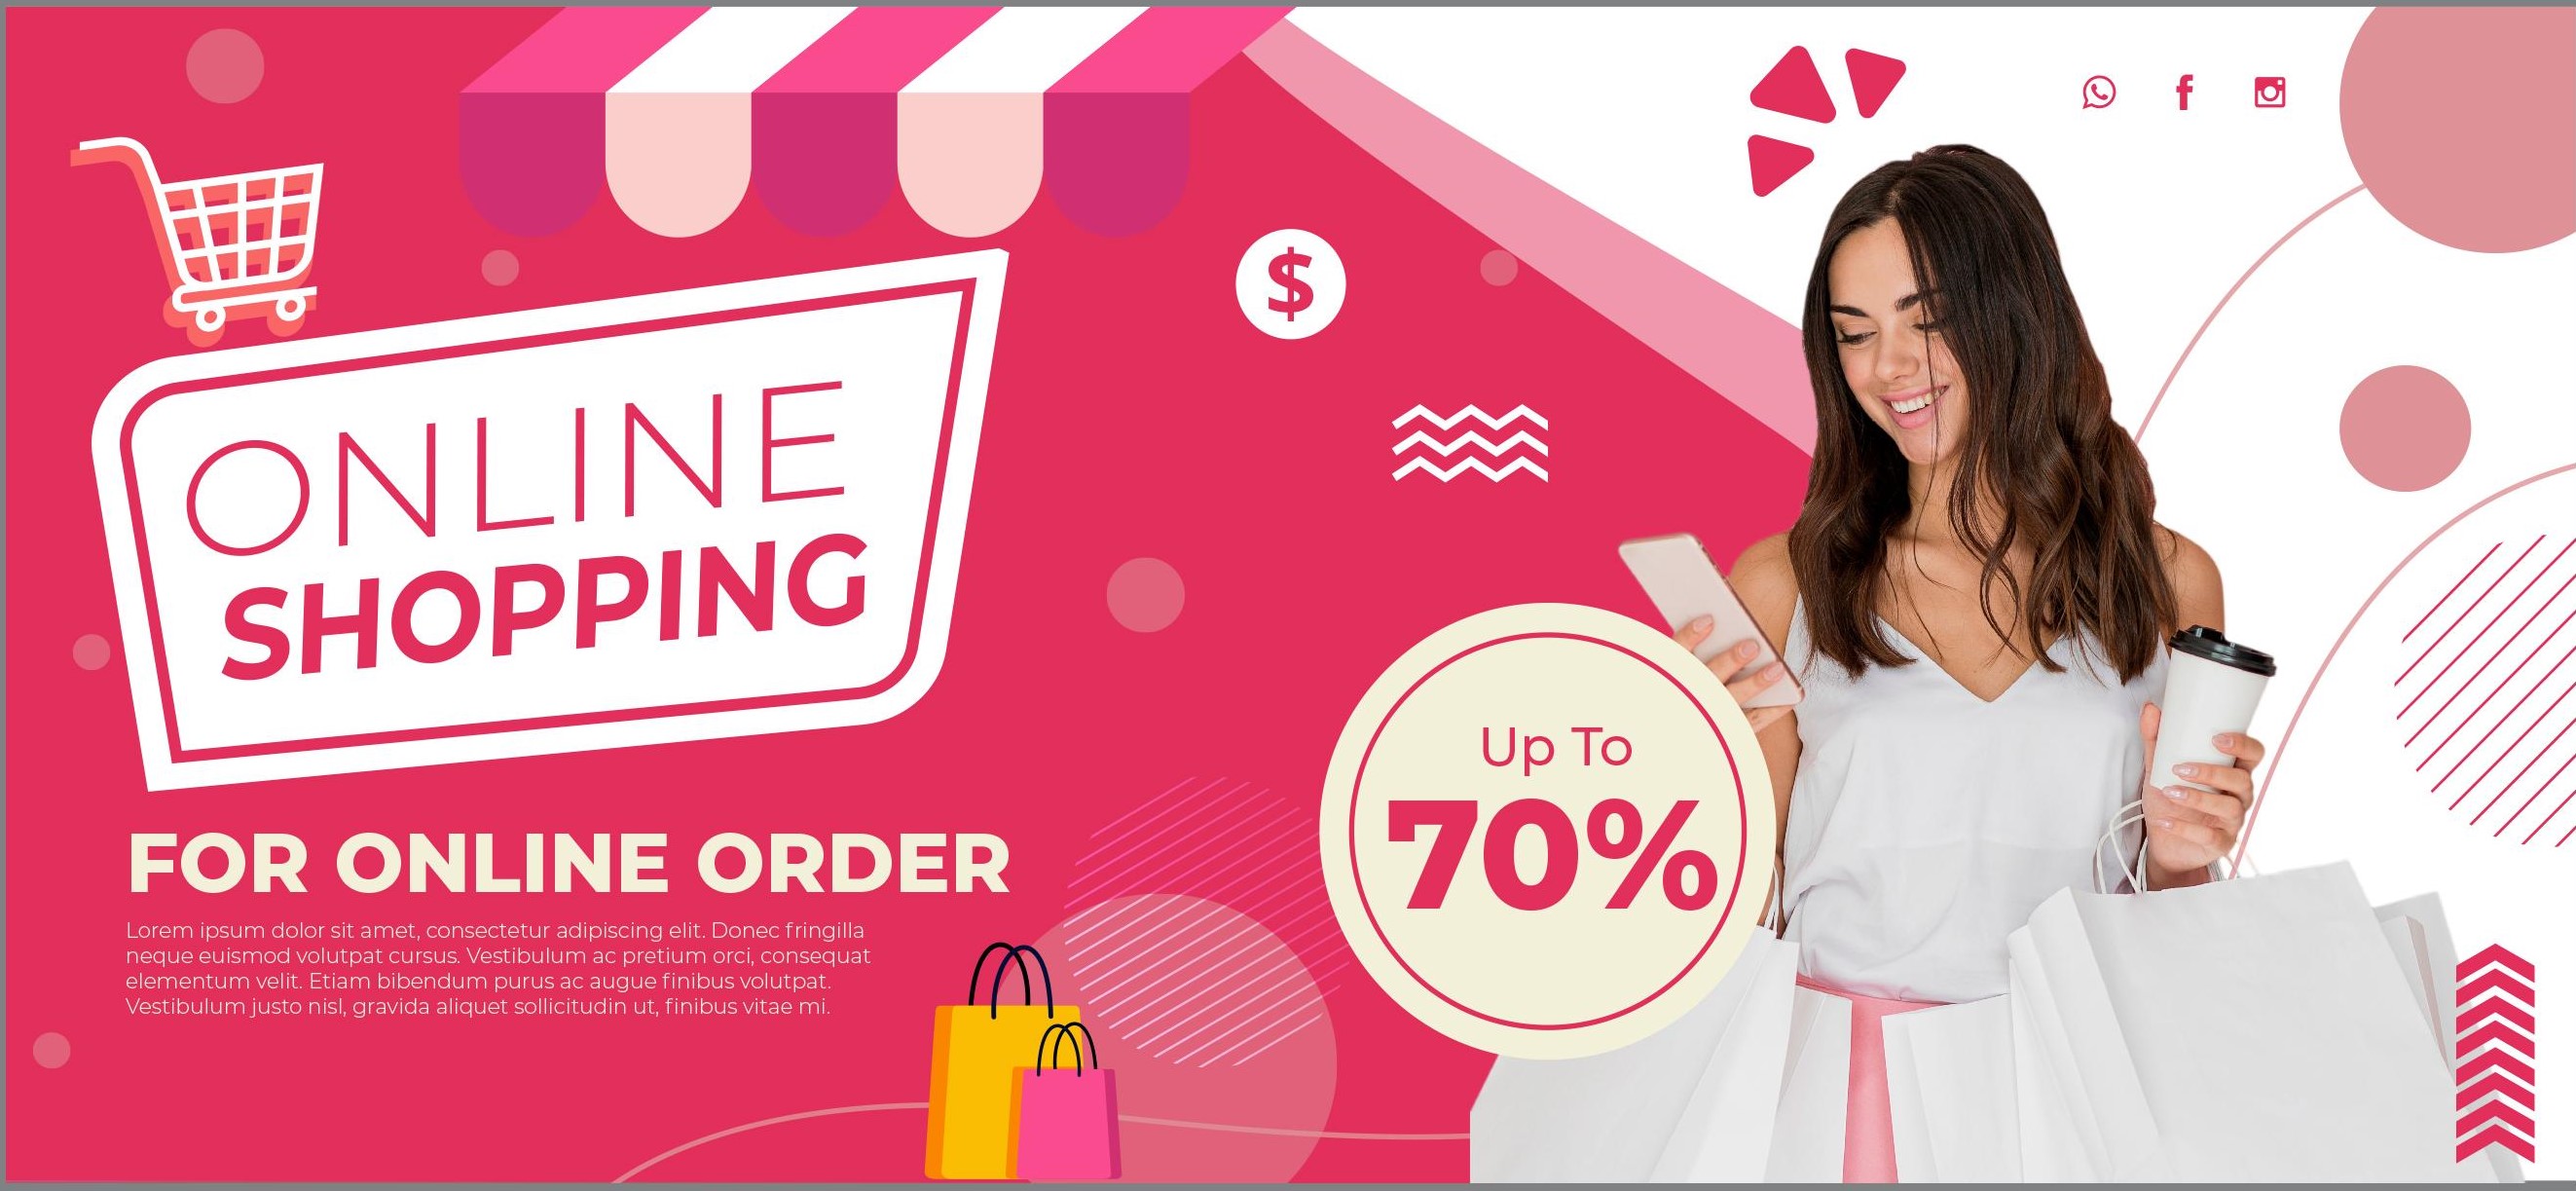 ONLINE
SHOPPING
FOR ONLINE ORDER
Lorem ipsum dolor sit amet, consectetur adipiscing elit. Donec fringilla
neque euismod volutpat cursus. Vestibulum ac pretium orci, consequat
elementum velit. Etiam bibendum purus ac augue finibus volutpat.
Vestibulum justo nisl, gravida aliquet sollicitudin ut, finibus vitae mi.
$
Up To
70%